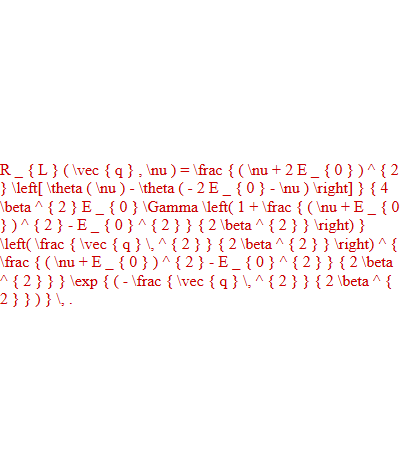 R _ { L } ( \vec { q } , \nu ) = \frac { ( \nu + 2 E _ { 0 } ) ^ { 2
} \left[ \theta ( \nu ) - \theta ( - 2 E _ { 0 } - \nu ) \right] } { 4
\beta ^ { 2 } E _ { 0 } \Gamma \left( 1 + \frac { ( \nu + E _ { 0
} ) ^ { 2 } - E _ { 0 } ^ { 2 } } { 2 \beta ^ { 2 } } \right) }
\left( \frac { \vec { q } \, ^ { 2 } } { 2 \beta ^ { 2 } } \right) ^ {
\frac { ( \nu + E _ { 0 } ) ^ { 2 } - E _ { 0 } ^ { 2 } } { 2 \beta
^ { 2 } } } \exp { ( - \frac { \vec { q } \, ^ { 2 } } { 2 \beta ^ {
2 } } ) } \, .